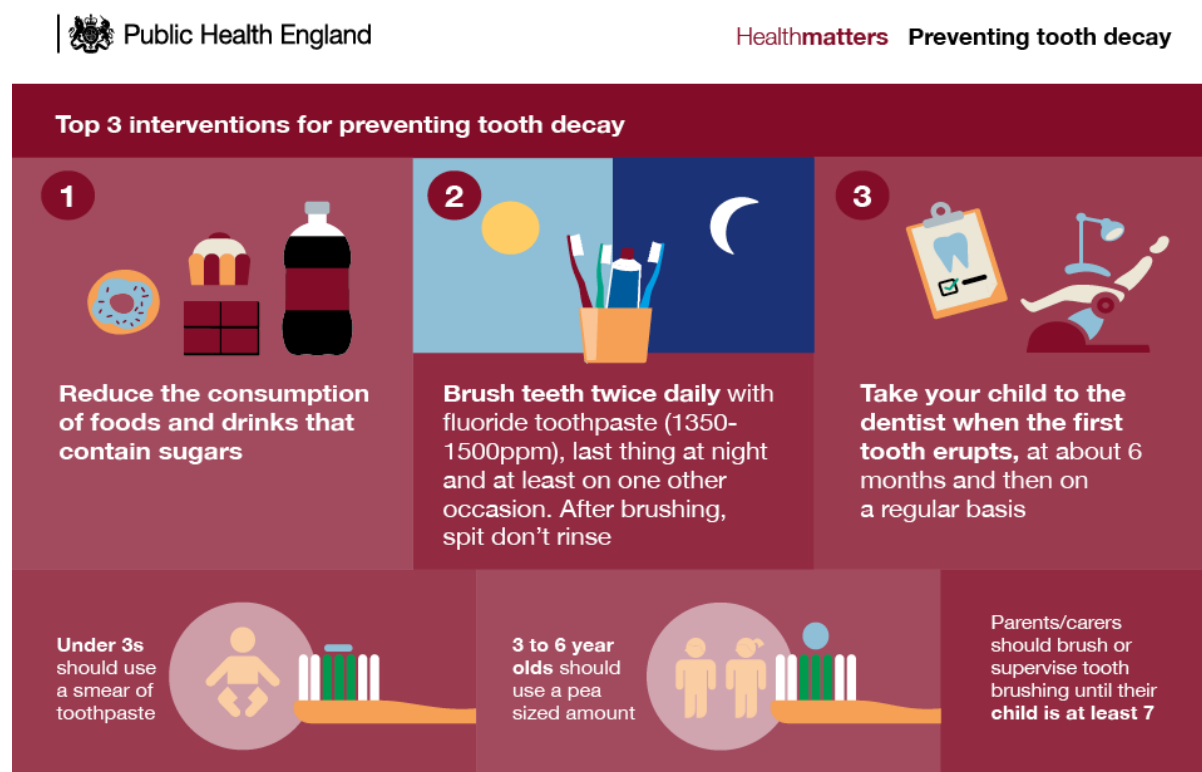 Public Health England
Healthmatters Preventing tooth decay
Top 3 interventions for preventing tooth decay
1
Reduce the consumption
of foods and drinks that
contain sugars
2
Brush teeth twice daily with
fluoride toothpaste (1350-
1500ppm), last thing at night
and at least on one other
occasion. After brushing,
spit don't rinse
3
Take your child to the
dentist when the first
tooth erupts, at about 6
months and then on
a regular basis
Under 3s
should use
a smear of
toothpaste
3 to 6 year
olds should
use a pea
sized amount
Parents/carers
should brush or
supervise tooth
brushing until their
child is at least 7